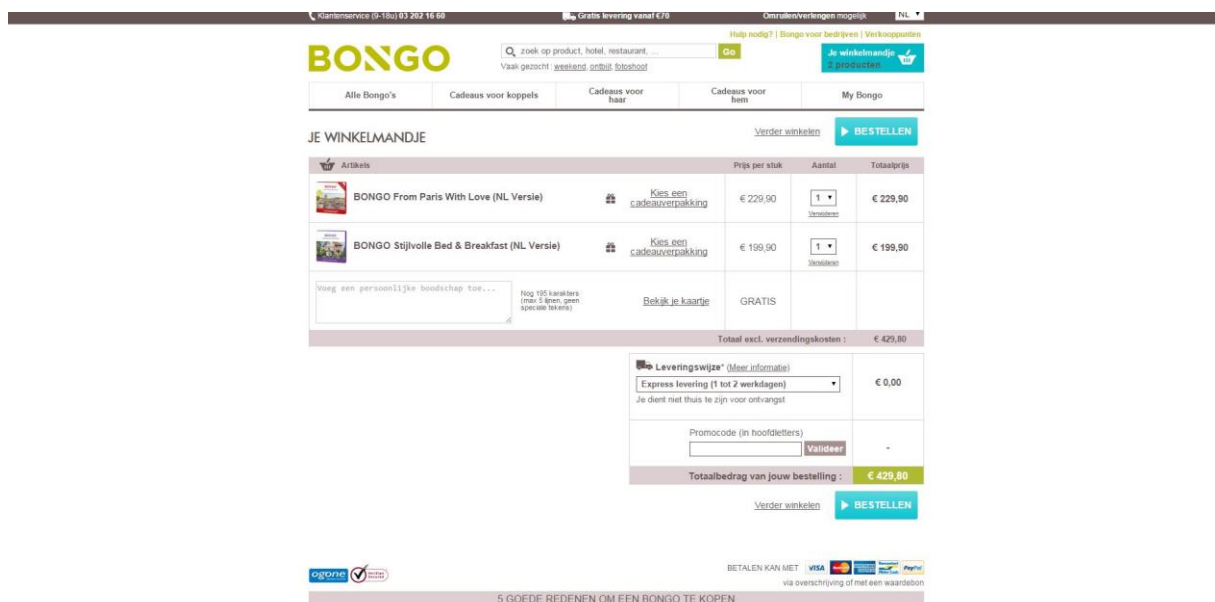 Klantenservice (9-18u) 03 202 16 60 Gratis levering vanaf €70 Omruilen/verlengen mogelijk NL
Hulp nodig? | Bongo voor bedrijven | Verkooppunten
BONGO
zoek op product, hotel, restaurant, ... Go
Vaak gezocht: weekend, ontbijt, fotoshoot
Je winkelmandje
2 producten
Alle Bongo's Cadeaus voor koppels Cadeaus voor haar Cadeaus voor hem My Bongo
JE WINKELMANDJE
Verder winkelen BESTELLEN
Artikels Prijs per stuk Aantal Totaalprijs
BONGO From Paris With Love (NL Versie) Kies een cadeauverpakking € 229,90 1 € 229,90
Verwijderen
BONGO Stijlvolle Bed & Breakfast (NL Versie) Kies een cadeauverpakking € 199,90 1 € 199,90
Verwijderen
Voeg een persoonlijke boodschap toe...
Nog 195 karakters
(max 5 lijnen, geen
speciale tekens)
Bekijk je kaartje GRATIS
Totaal excl. verzendingskosten : € 429,80
Leveringswijze* (Meer informatie)
Express levering (1 tot 2 werkdagen) € 0,00
Je dient niet thuis te zijn voor ontvangst
Promocode (in hoofdletters)
Valideer -
Totaalbedrag van jouw bestelling : € 429,80
Verder winkelen BESTELLEN
ogone
BETALEN KAN MET VISA PayPal
via overschrijving of met een waardebon
5 GOEDE REDENEN OM EEN BONGO TE KOPEN